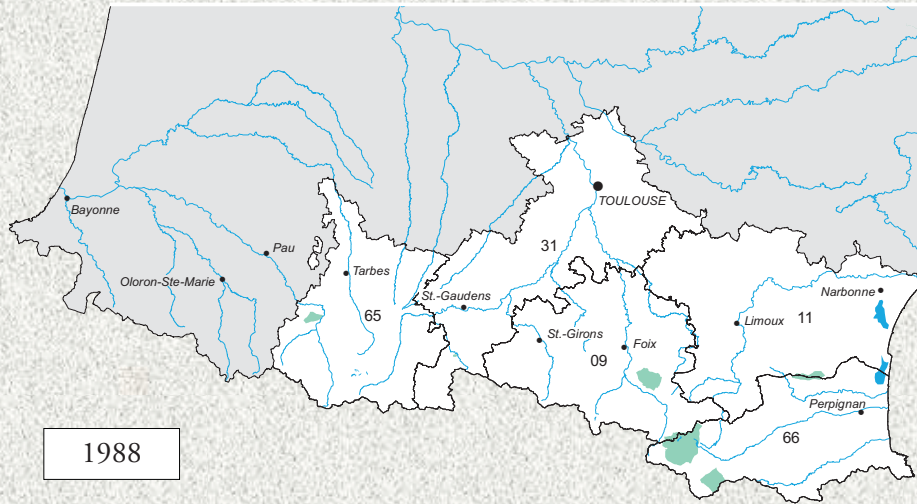 TOULOUSE
Bayonne
31
Pau
Tarbes
Oloron-Ste-Marie
Narbonne
St.-Gaudens
65
11
Limoux
St.-Girons
Foix
09
Perpignan
66
1988